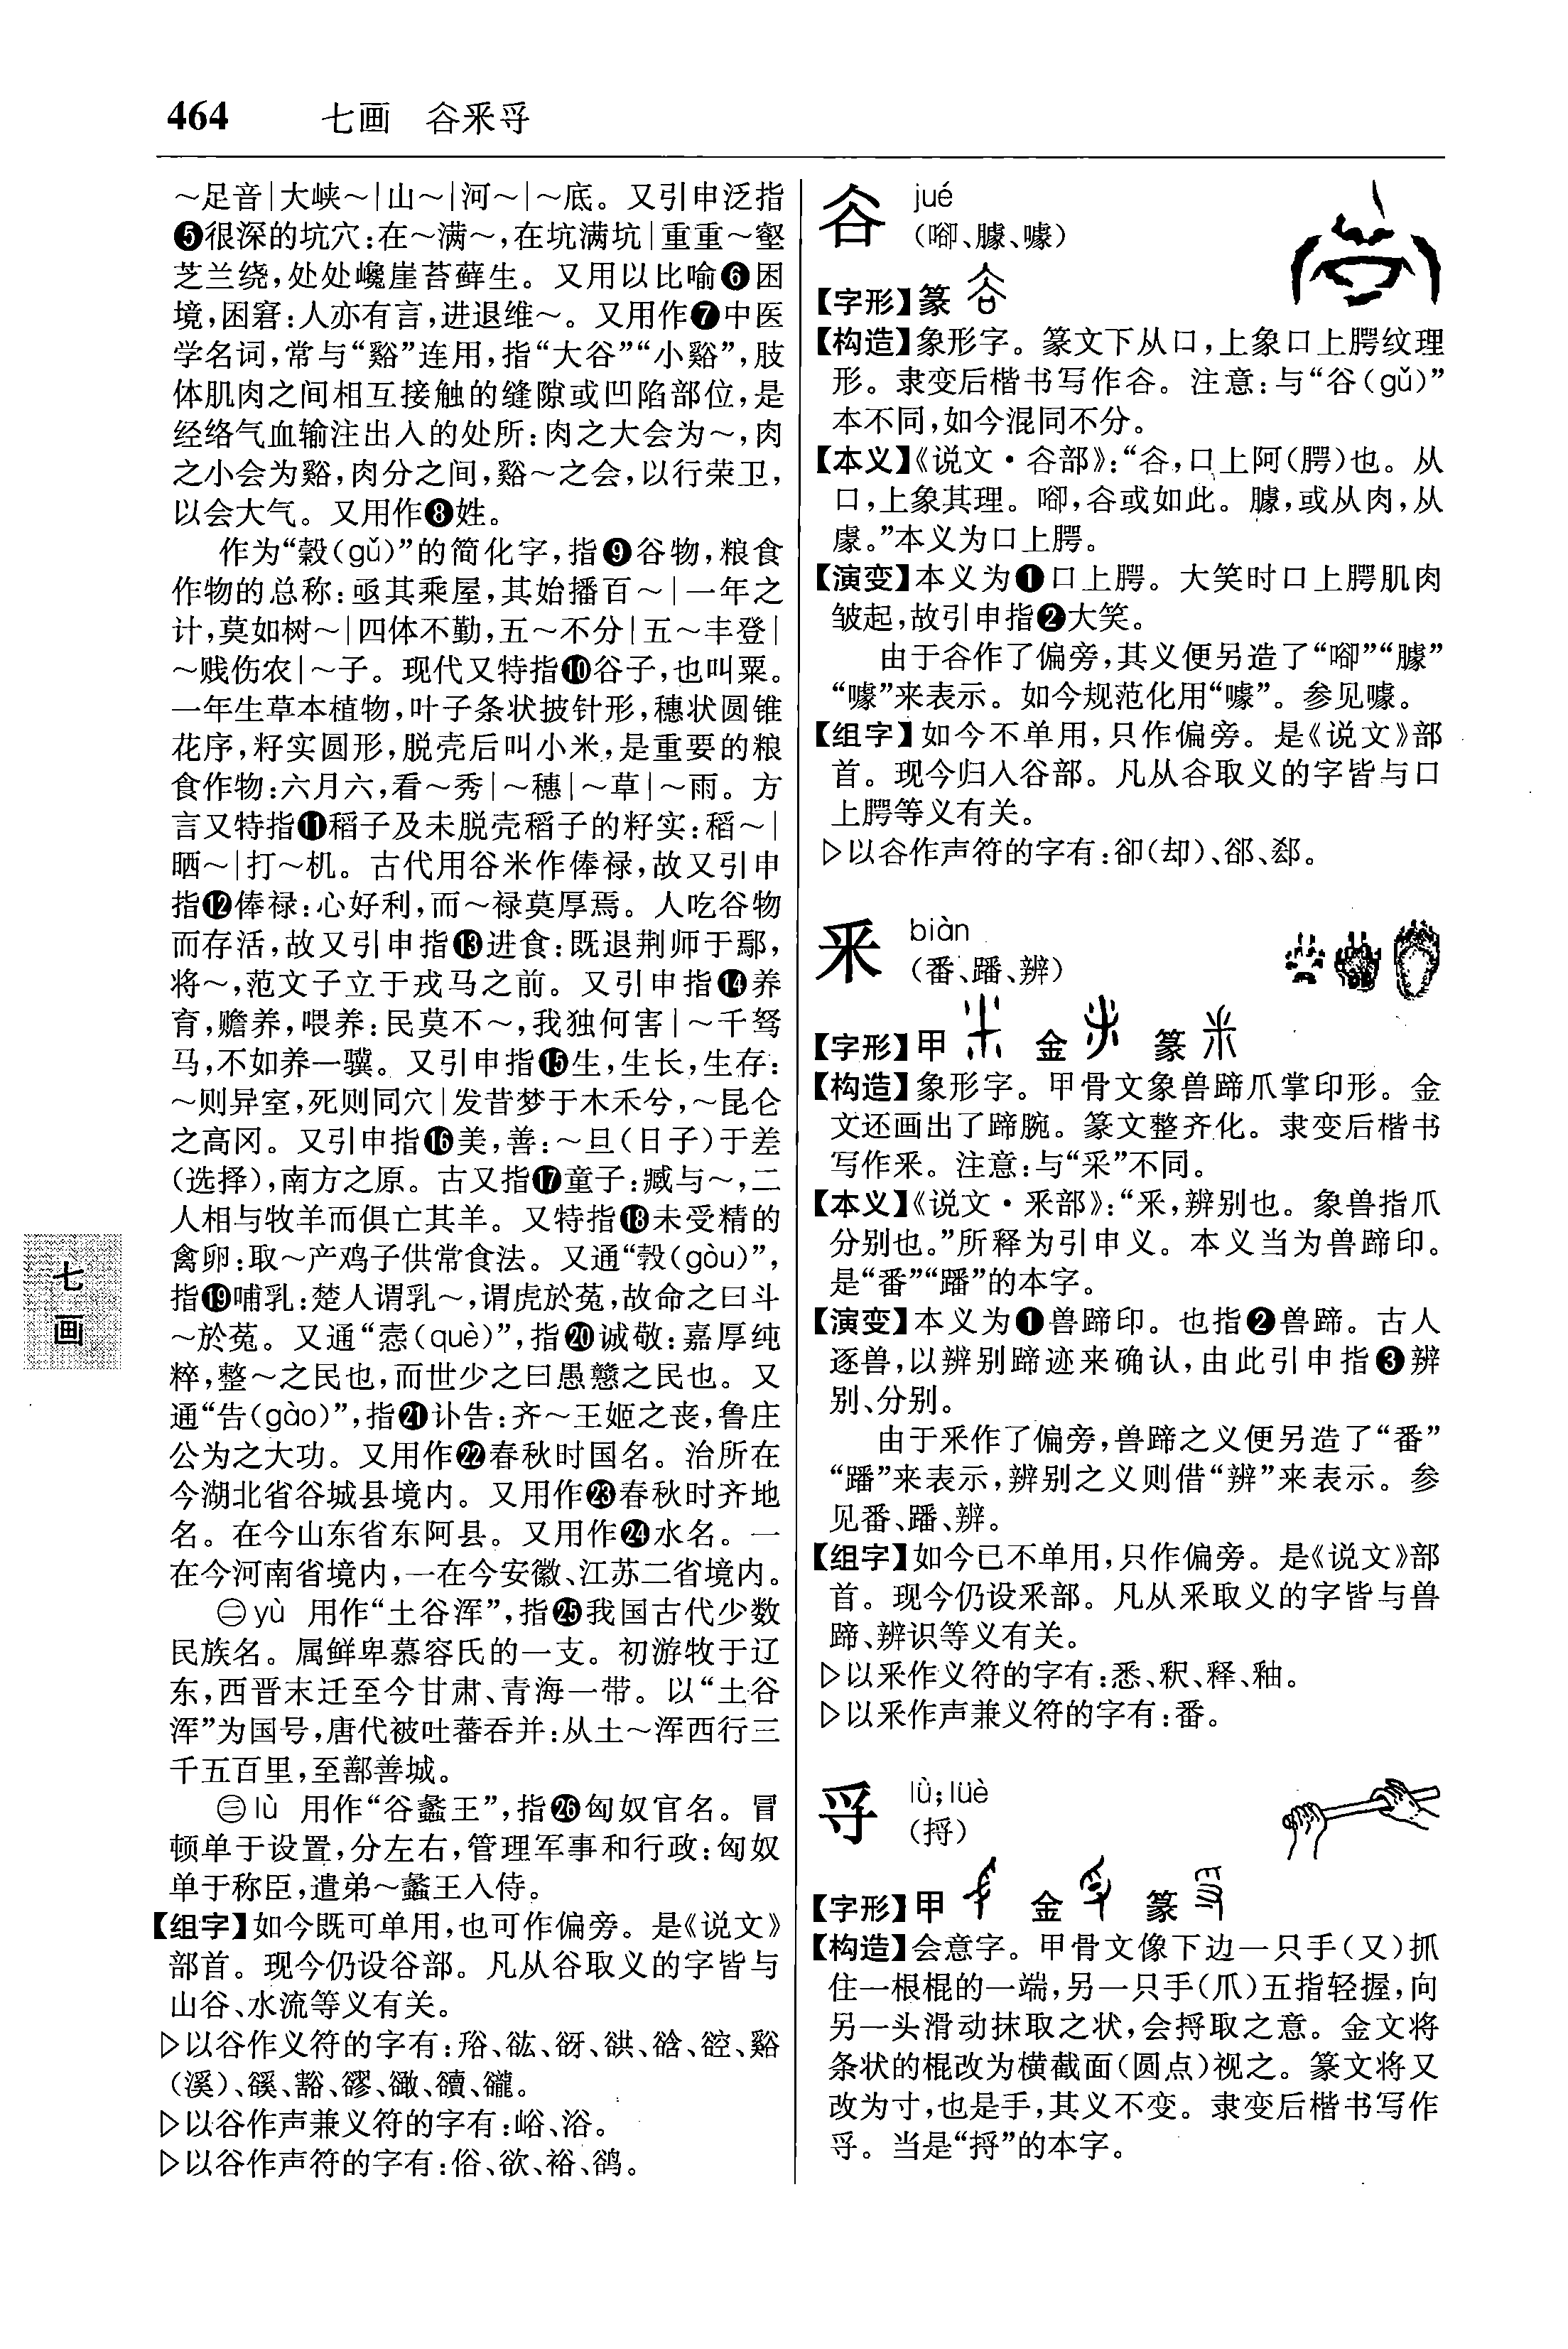 464 七画 谷釆寽
～足音|大峡～|山～|河～|～底。又引申泛指
❺很深的坑穴:在～满～,在坑满坑|重重～壑
芝兰绕,处处巉崖苔藓生。又用以比喻❻困
境,困窘:人亦有言,进退维～。又用作❼中医
学名词,常与“谿”连用,指“大谷”“小谿”,肢
体肌肉之间相互接触的缝隙或凹陷部位,是
经络气血输注出入的处所:肉之大会为～,肉
之小会为谿,肉分之间,谿～之会,以行荣卫,
以会大气。又用作❽姓。
作为“穀(gǔ)”的简化字,指❾谷物,粮食
作物的总称:亟其乘屋,其始播百～|一年之
计,莫如树～|四体不勤,五～不分|五～丰登|
～贱伤农|～子。现代又特指❿谷子,也叫粟。
一年生草本植物,叶子条状披针形,穗状圆锥
花序,籽实圆形,脱壳后叫小米,是重要的粮
食作物:六月六,看～秀|～穗|～草|～雨。方
言又特指⓫稻子及未脱壳稻子的籽实:稻～|
晒～|打～机。古代用谷米作俸禄,故又引申
指⓬俸禄:心好利,而～禄莫厚焉。人吃谷物
而存活,故又引申指⓭进食:既退荆师于鄢,
将～,范文子立于戎马之前。又引申指⓮养
育,赡养,喂养:民莫不～,我独何害|～千驽
马,不如养一骥。又引申指⓯生,生长,生存:
～则异室,死则同穴|发昔梦于木禾兮,～昆仑
之高冈。又引申指⓰美,善:～旦(日子)于差
(选择),南方之原。古又指⓱童子:臧与～,二
人相与牧羊而俱亡其羊。又特指⓲未受精的
禽卵:取～产鸡子供常食法。又通“㝅(gòu)”,
指⓳哺乳:楚人谓乳～,谓虎於菟,故命之曰斗
～於菟。又通“悫(què)”,指⓴诚敬:嘉厚纯
粹,整～之民也,而世少之曰愚戆之民也。又
通“告(gào)”,指㉑讣告:齐～王姬之丧,鲁庄
公为之大功。又用作㉒春秋时国名。治所在
今湖北省谷城县境内。又用作㉓春秋时齐地
名。在今山东省东阿县。又用作㉔水名。一
在今河南省境内,一在今安徽、江苏二省境内。
㊁yù 用作“土谷浑”,指㉕我国古代少数
民族名。属鲜卑慕容氏的一支。初游牧于辽
东,西晋末迁至今甘肃、青海一带。以“土谷
浑”为国号,唐代被吐蕃吞并:从土～浑西行三
千五百里,至鄯善城。
㊂lù 用作“谷蠡王”,指㉖匈奴官名。冒
顿单于设置,分左右,管理军事和行政:匈奴
单于称臣,遣弟～蠡王入侍。
【组字】如今既可单用,也可作偏旁。是《说文》
部首。现今仍设谷部。凡从谷取义的字皆与
山谷、水流等义有关。
▷以谷作义符的字有:谿
(溪)、豁
▷以谷作声兼义符的字有:峪、浴。
▷以谷作声符的字有:俗、欲、裕、鹆。
七
画
谷 jué
(㖸、臄、噱)
【字形】篆
【构造】象形字。篆文下从口,上象口上腭纹理
形。隶变后楷书写作谷。注意:与“谷(gǔ)”
本不同,如今混同不分。
【本义】《说文·谷部》:“谷,口上阿(腭)也。从
口,上象其理。㖸,谷或如此。臄,或从肉,从
豦。”本义为口上腭。
【演变】本义为❶口上腭。大笑时口上腭肌肉
皱起,故引申指❷大笑。
由于谷作了偏旁,其义便另造了“㖸”“臄”
“噱”来表示。如今规范化用“噱”。参见噱。
【组字】如今不单用,只作偏旁。是《说文》部
首。现今归入谷部。凡从谷取义的字皆与口
上腭等义有关。
▷以谷作声符的字有:卻(却)、郤、郄。
釆 biàn
(番、蹯、辨)
【字形】甲 金 篆
【构造】象形字。甲骨文象兽蹄爪掌印形。金
文还画出了蹄腕。篆文整齐化。隶变后楷书
写作釆。注意:与“采”不同。
【本义】《说文·釆部》:“釆,辨别也。象兽指爪
分别也。”所释为引申义。本义当为兽蹄印。
是“番”“蹯”的本字。
【演变】本义为❶兽蹄印。也指❷兽蹄。古人
逐兽,以辨别蹄迹来确认,由此引申指❸辨
别、分别。
由于釆作了偏旁,兽蹄之义便另造了“番”
“蹯”来表示,辨别之义则借“辨”来表示。参
见番、蹯、辨。
【组字】如今已不单用,只作偏旁。是《说文》部
首。现今仍设釆部。凡从釆取义的字皆与兽
蹄、辨识等义有关。
▷以釆作义符的字有:悉、釈、释、釉。
▷以釆作声兼义符的字有:番。
寽 lǜ;lüè
(捋)
【字形】甲 金 篆
【构造】会意字。甲骨文像下边一只手(又)抓
住一根棍的一端,另一只手(爪)五指轻握,向
另一头滑动抹取之状,会捋取之意。金文将
条状的棍改为横截面(圆点)视之。篆文将又
改为寸,也是手,其义不变。隶变后楷书写作
寽。当是“捋”的本字。